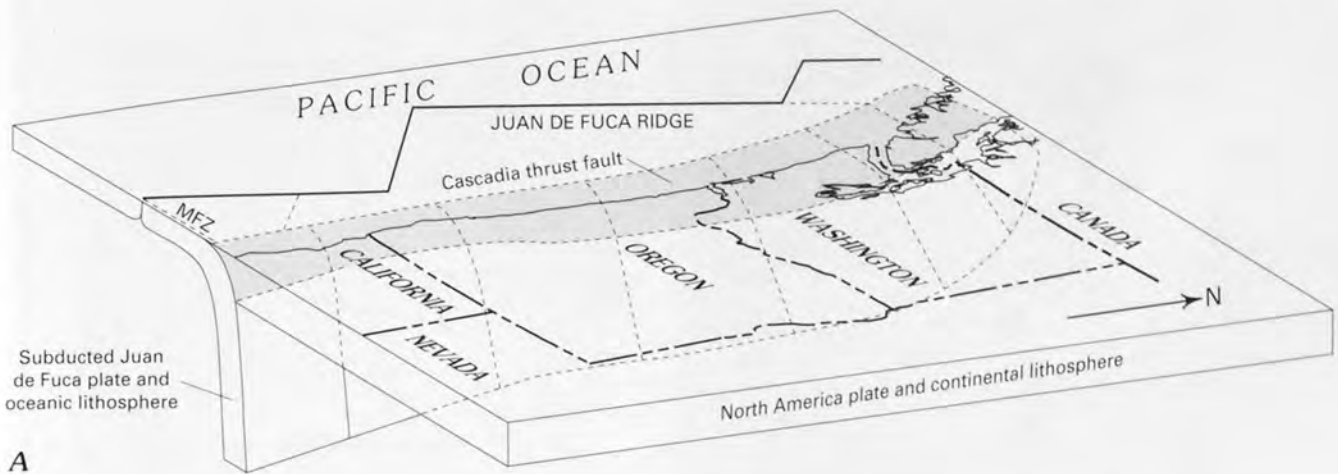 PACIFIC OCEAN
JUAN DE FUCA RIDGE
Cascadia thrust fault
MFZ
CALIFORNIA
OREGON
WASHINGTON
CANADA
NEVADA
N
Subducted Juan
de Fuca plate and
oceanic lithosphere
North America plate and continental lithosphere
A